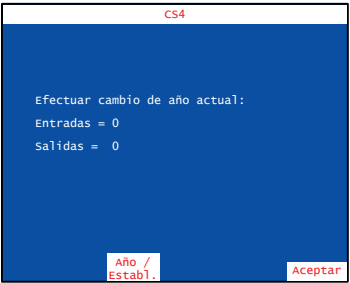 CS4
Efectuar cambio de año actual:
Entradas = 0
Salidas = 0
Año /
Establ.
Aceptar